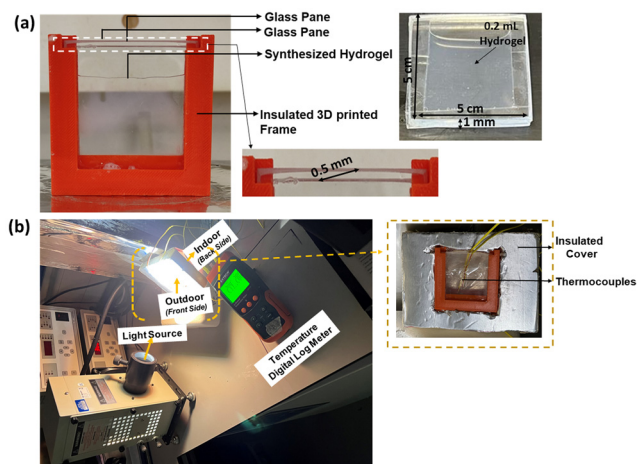 (a)
Glass Pane
Glass Pane
Synthesized Hydrogel
Insulated 3D printed
Frame
0.5 mm
0.2 mL
Hydrogel
5 cm
5 cm
1 mm
(b)
Indoor
(Back Side)
Outdoor
(Front Side)
Light Source
Temperature
Digital Log Meter
Insulated
Cover
Thermocouples